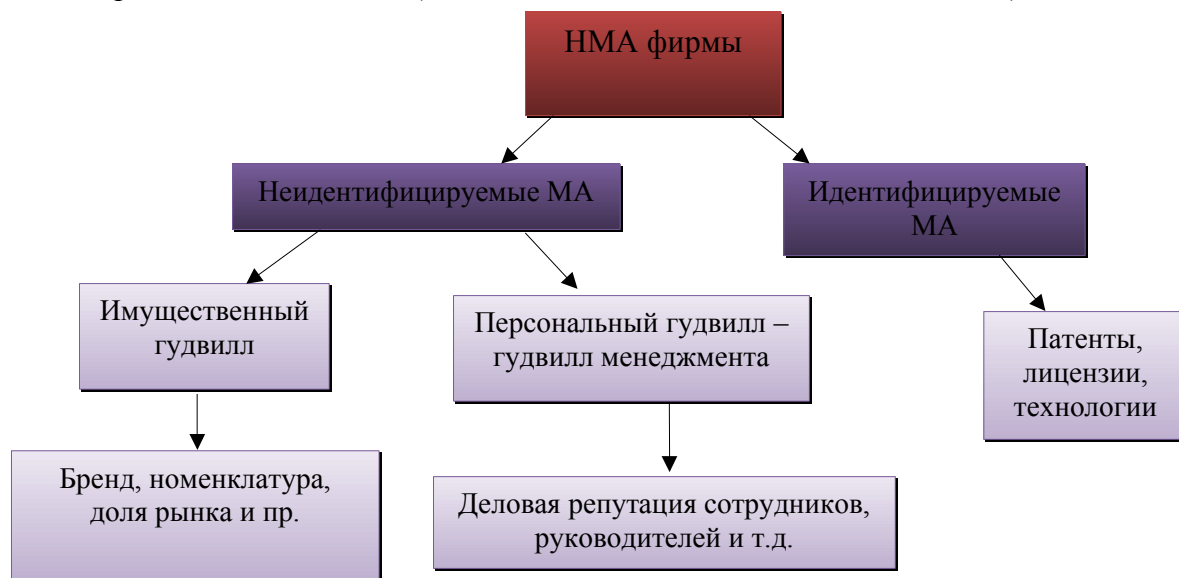 НМА фирмы
Неидентифицируемые МА
Идентифицируемые
МА
Имущественный
гудвилл
Персональный гудвилл –
гудвилл менеджмента
Патенты,
лицензии,
технологии
Бренд, номенклатура,
доля рынка и пр.
Деловая репутация сотрудников,
руководителей и т.д.